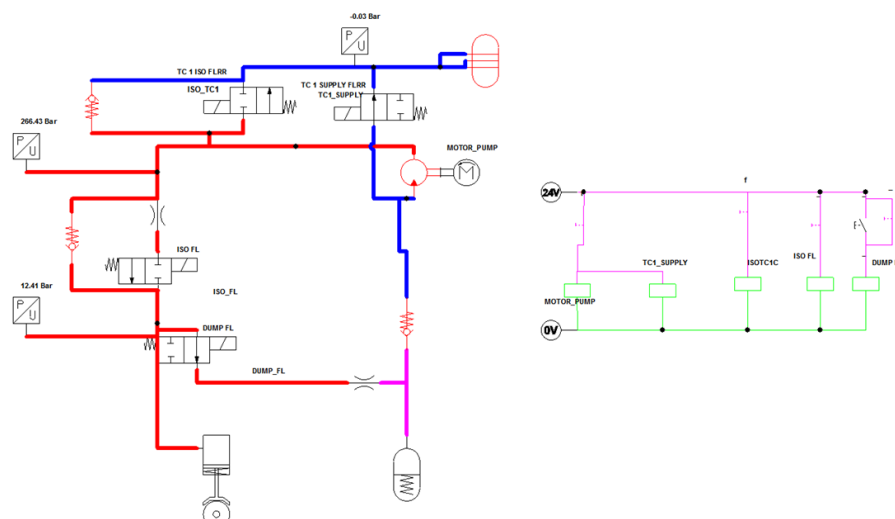 -0.03 Bar
P
U
TC 1 ISO FLRR
ISO_TC1
TC 1 SUPPLY FLRR
TC1_SUPPLY
266.43 Bar
P
U
MOTOR_PUMP
M
ISO FL
ISO_FL
12.41 Bar
P
U
DUMP FL
DUMP_FL
24V
f
TC1_SUPPLY
ISOTC1C
ISO FL
DUMP
MOTOR_PUMP
0V